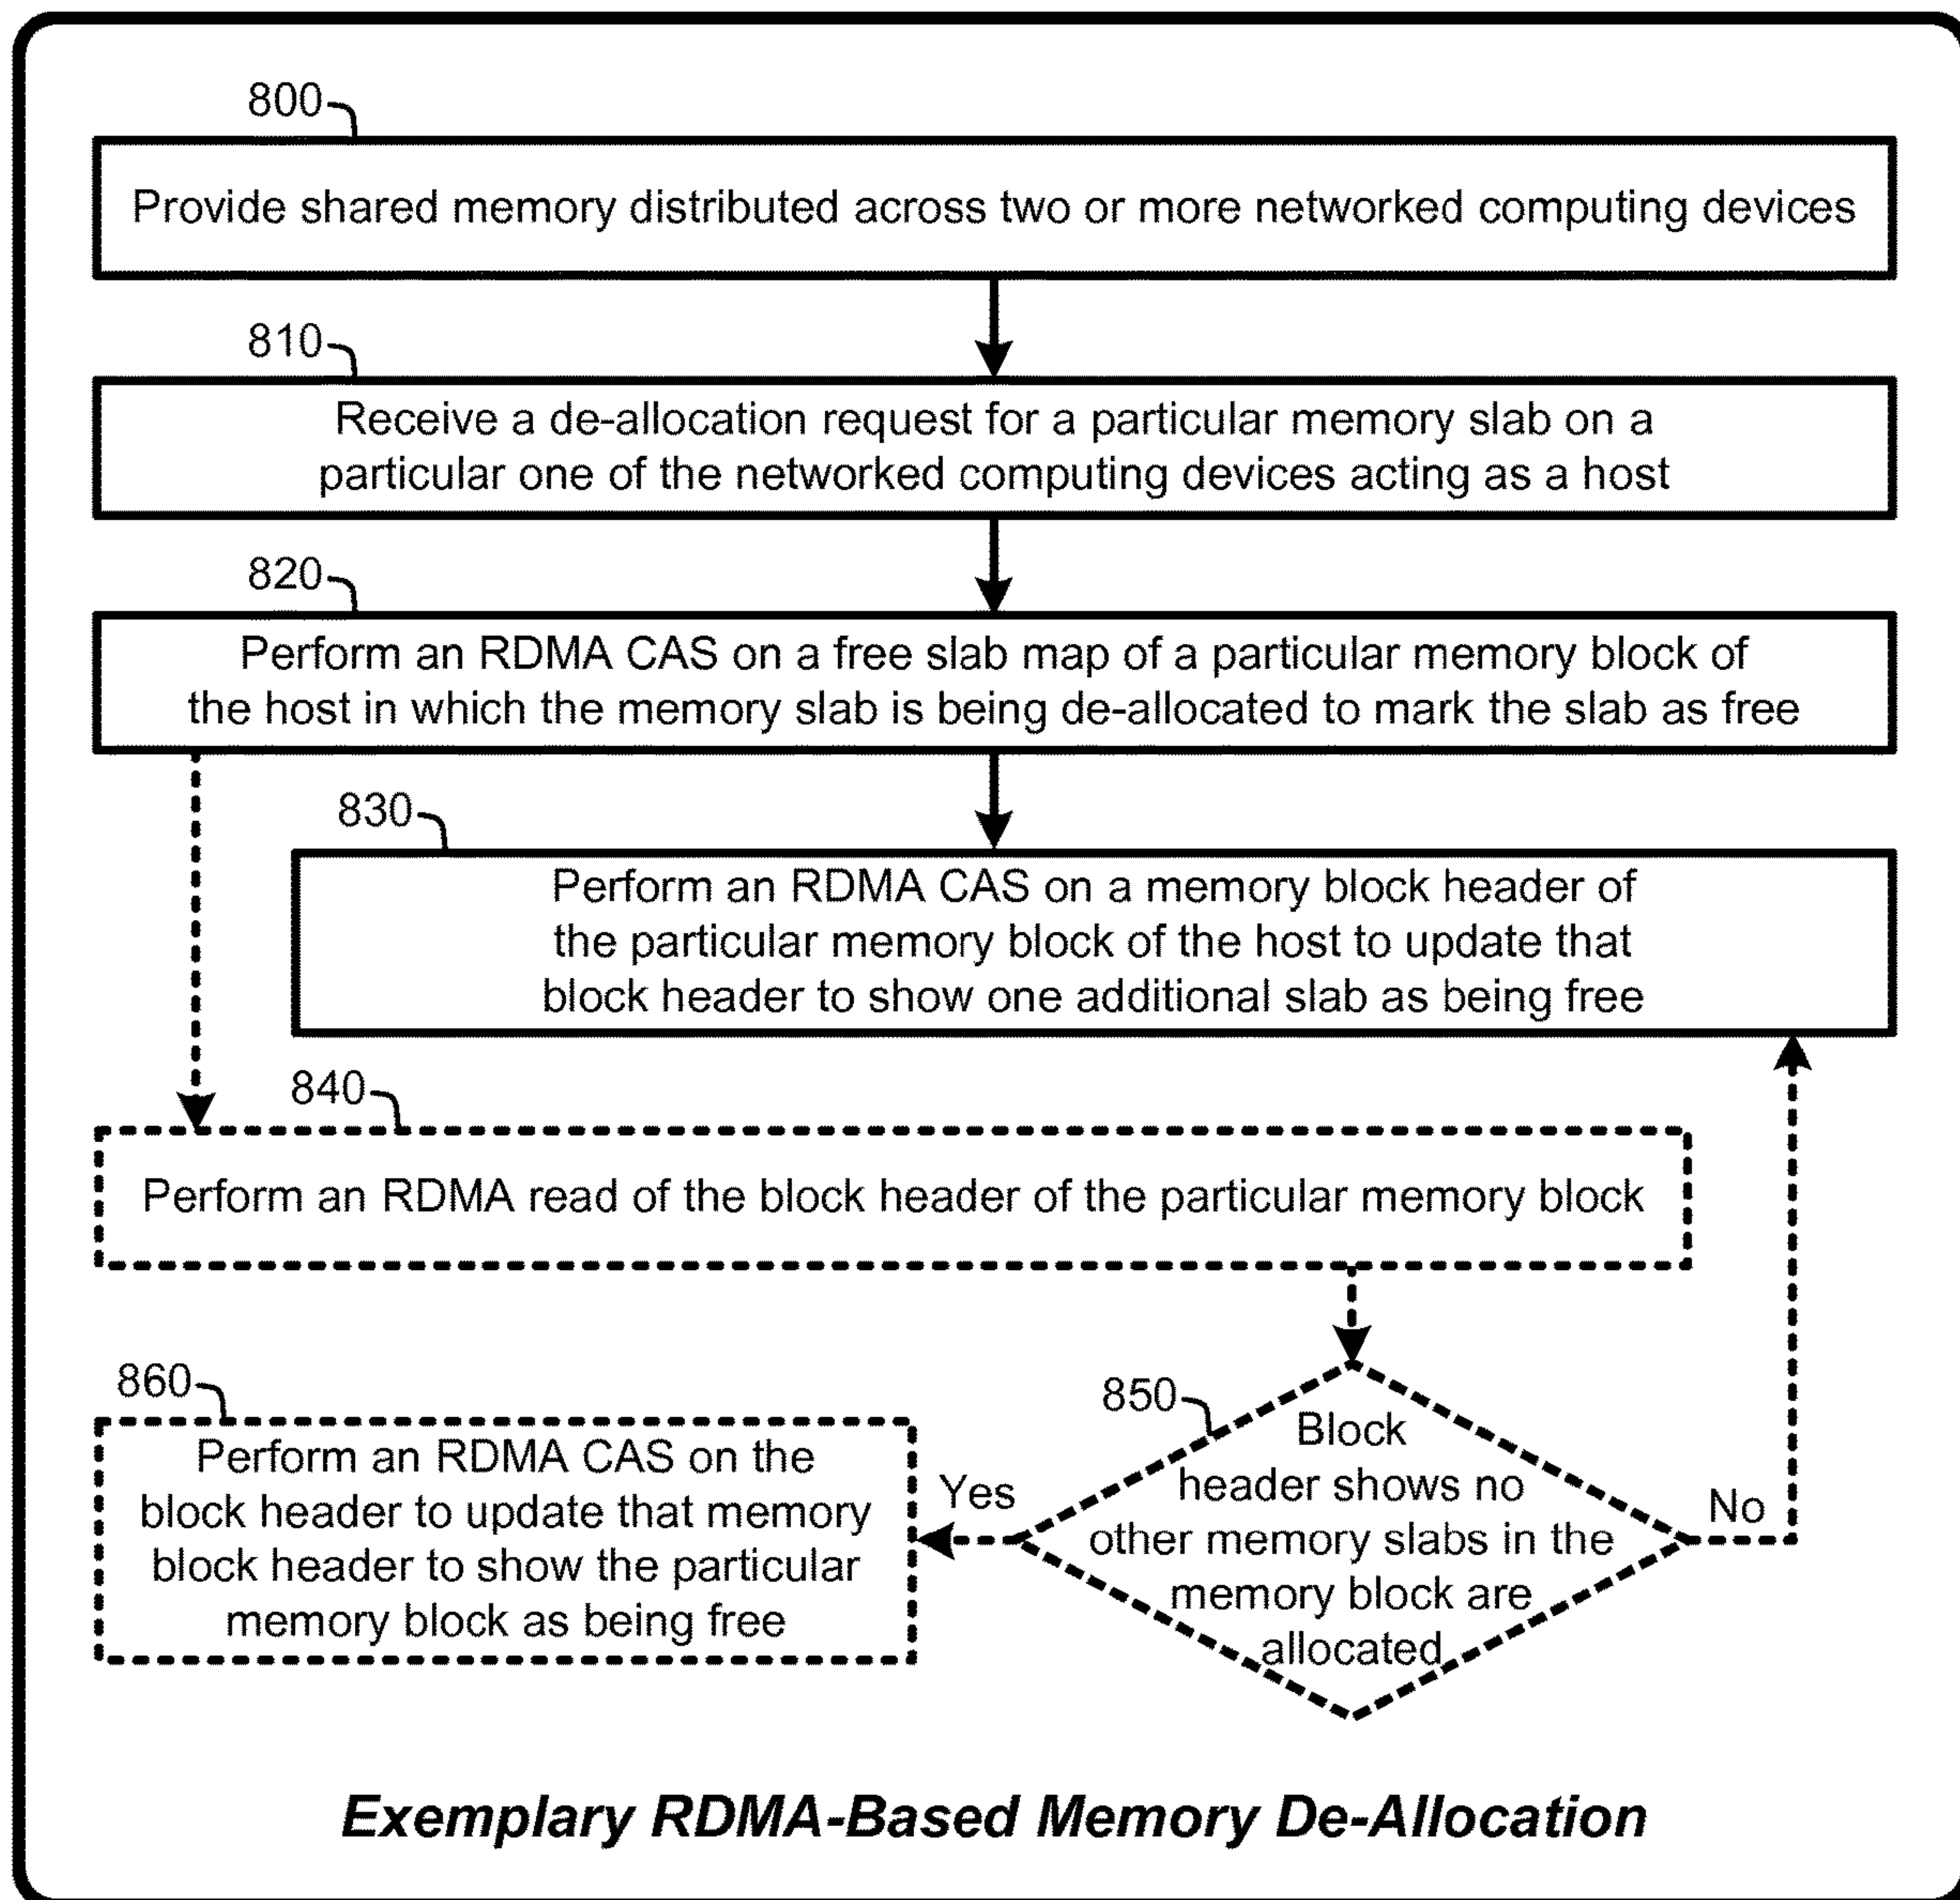 800
Provide shared memory distributed across two or more networked computing devices
810
Receive a de-allocation request for a particular memory slab on a
particular one of the networked computing devices acting as a host
820
Perform an RDMA CAS on a free slab map of a particular memory block of
the host in which the memory slab is being de-allocated to mark the slab as free
830
Perform an RDMA CAS on a memory block header of
the particular memory block of the host to update that
block header to show one additional slab as being free
840
Perform an RDMA read of the block header of the particular memory block
850
Block
header shows no
other memory slabs in the
memory block are
allocated
Yes
No
860
Perform an RDMA CAS on the
block header to update that memory
block header to show the particular
memory block as being free
Exemplary RDMA-Based Memory De-Allocation